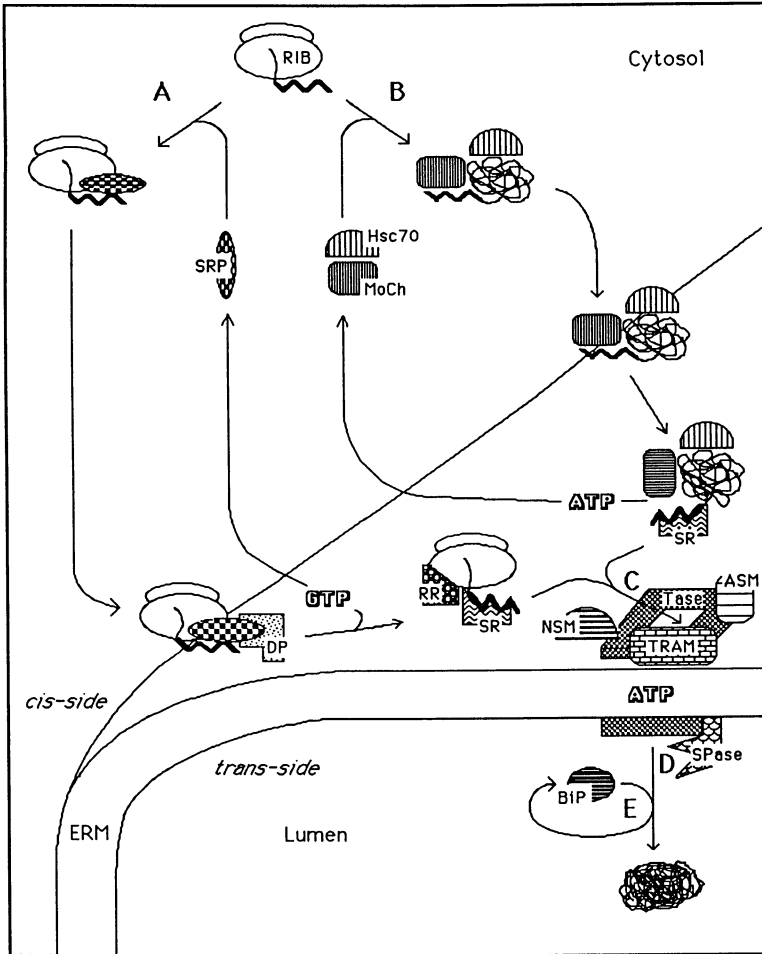 RIB
Cytosol
A
B
Hsc70
SRP
MoCh
ATP
SR
GTP
RR
SR
C
Tase
ASM
NSM
TRAM
DP
cis-side
ATP
trans-side
D
SPase
BiP
E
ERM
Lumen